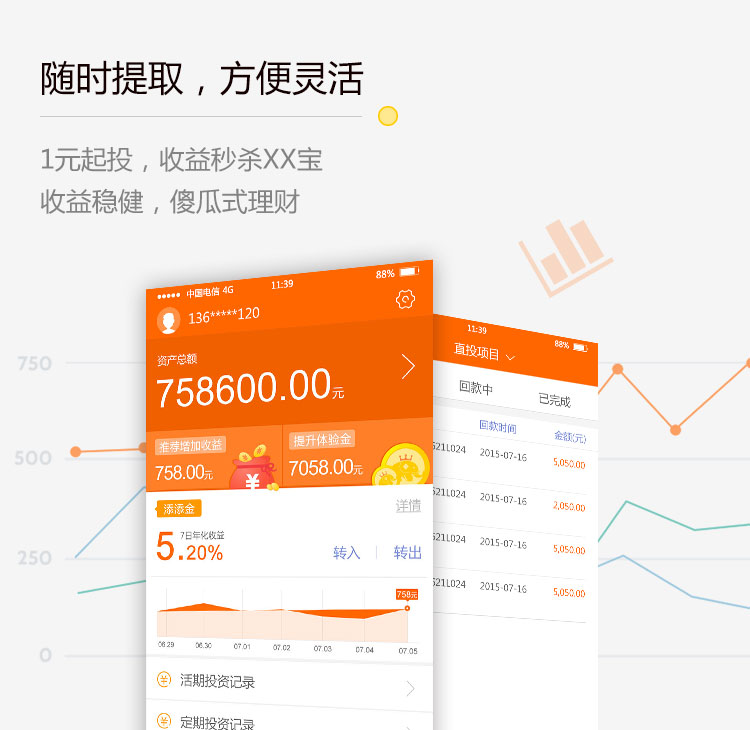 随时提取，方便灵活
1元起投，收益秒杀XX宝
收益稳健，傻瓜式理财
750
500
250
0
中国电信 4G
11:39
88%
136*****120
资产总额
758600.00元
推荐增加收益
758.00元
提升体验金
7058.00元
添添金
详情
7日年化收益
5.20%
转入
转出
758元
06.29
06.30
07.01
07.02
07.03
07.04
07.05
活期投资记录
定期投资记录
11:39
88%
直投项目
回款中
已完成
回款时间
金额(元)
521L024 2015-07-16 5,050.00
521L024 2015-07-16 2,050.00
521L024 2015-07-16 5,050.00
521L024 2015-07-16 5,050.00